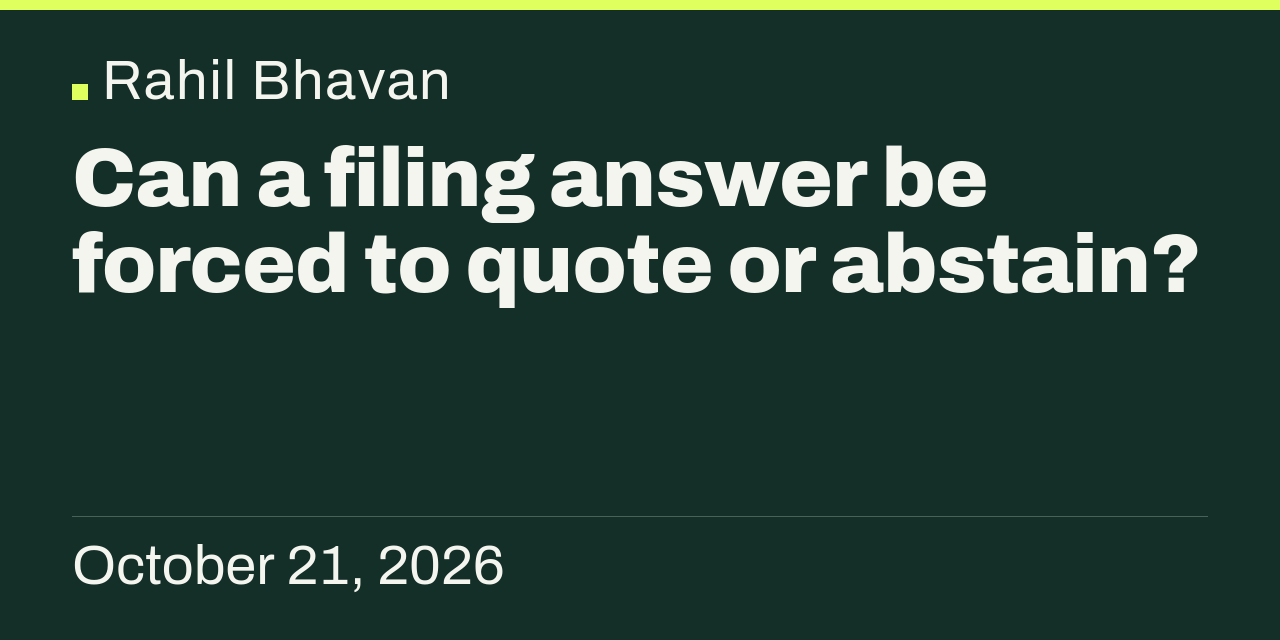 Rahil Bhavan
Can a filing answer be
forced to quote or abstain?
October 21, 2026